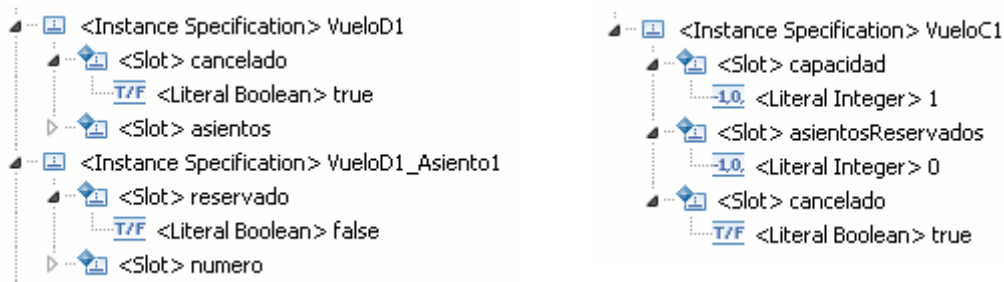 <Instance Specification> VueloD1
<Slot> cancelado
T/F <Literal Boolean> true
<Slot> asientos
<Instance Specification> VueloD1_Asiento1
<Slot> reservado
T/F <Literal Boolean> false
<Slot> numero
<Instance Specification> VueloC1
<Slot> capacidad
-1,0, <Literal Integer> 1
<Slot> asientosReservados
-1,0, <Literal Integer> 0
<Slot> cancelado
T/F <Literal Boolean> true